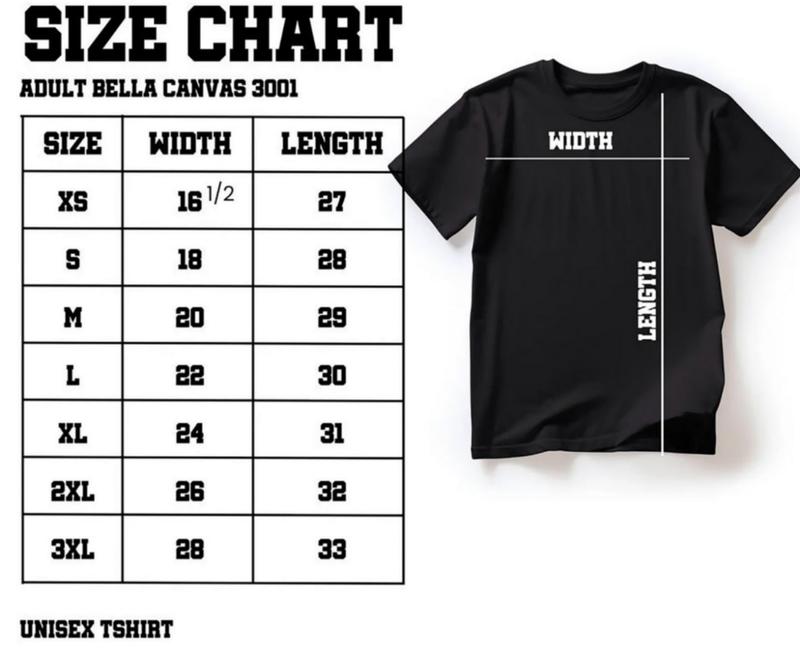 SIZE CHART
ADULT BELLA CANVAS 3001
SIZE WIDTH LENGTH
XS 16 1/2 27
S 18 28
M 20 29
L 22 30
XL 24 31
2XL 26 32
3XL 28 33
UNISEX TSHIRT
WIDTH
LENGTH